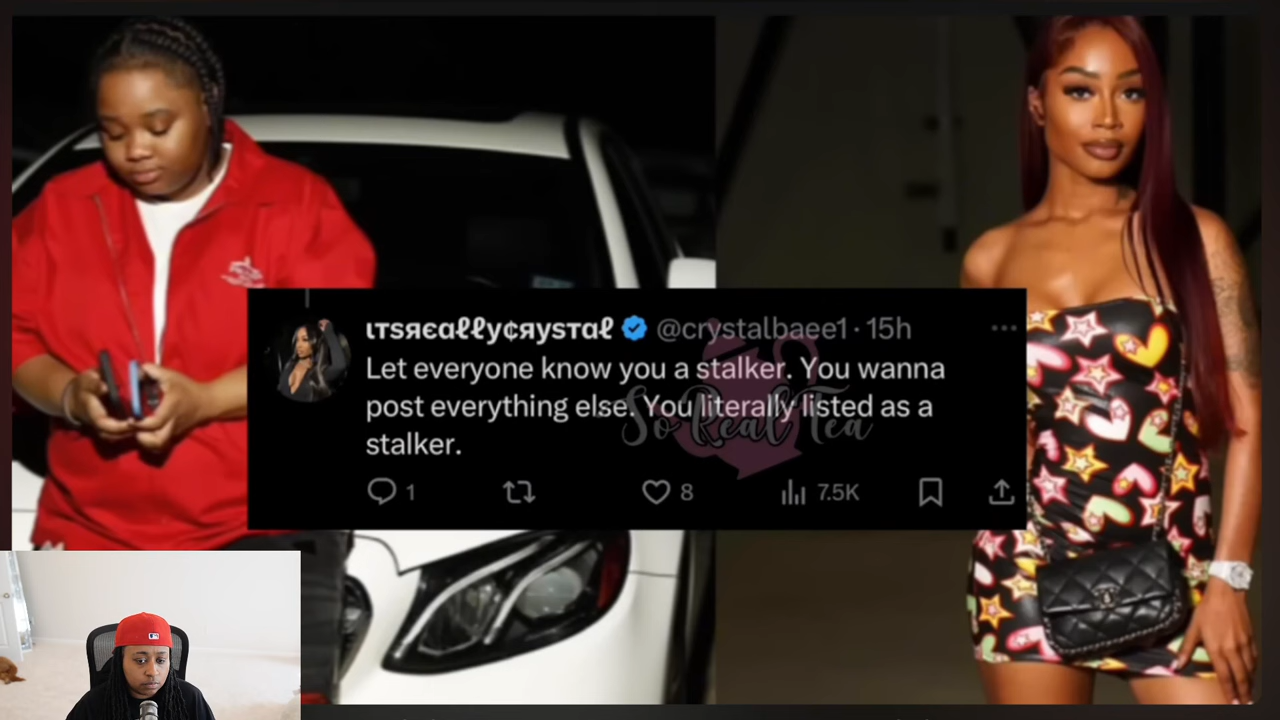 ιтѕяєαℓℓу¢яуѕтαℓ @crystalbaee1 · 15h
Let everyone know you a stalker. You wanna
post everything else. You literally listed as a
stalker.
So Real Tea
1 8 7.5K